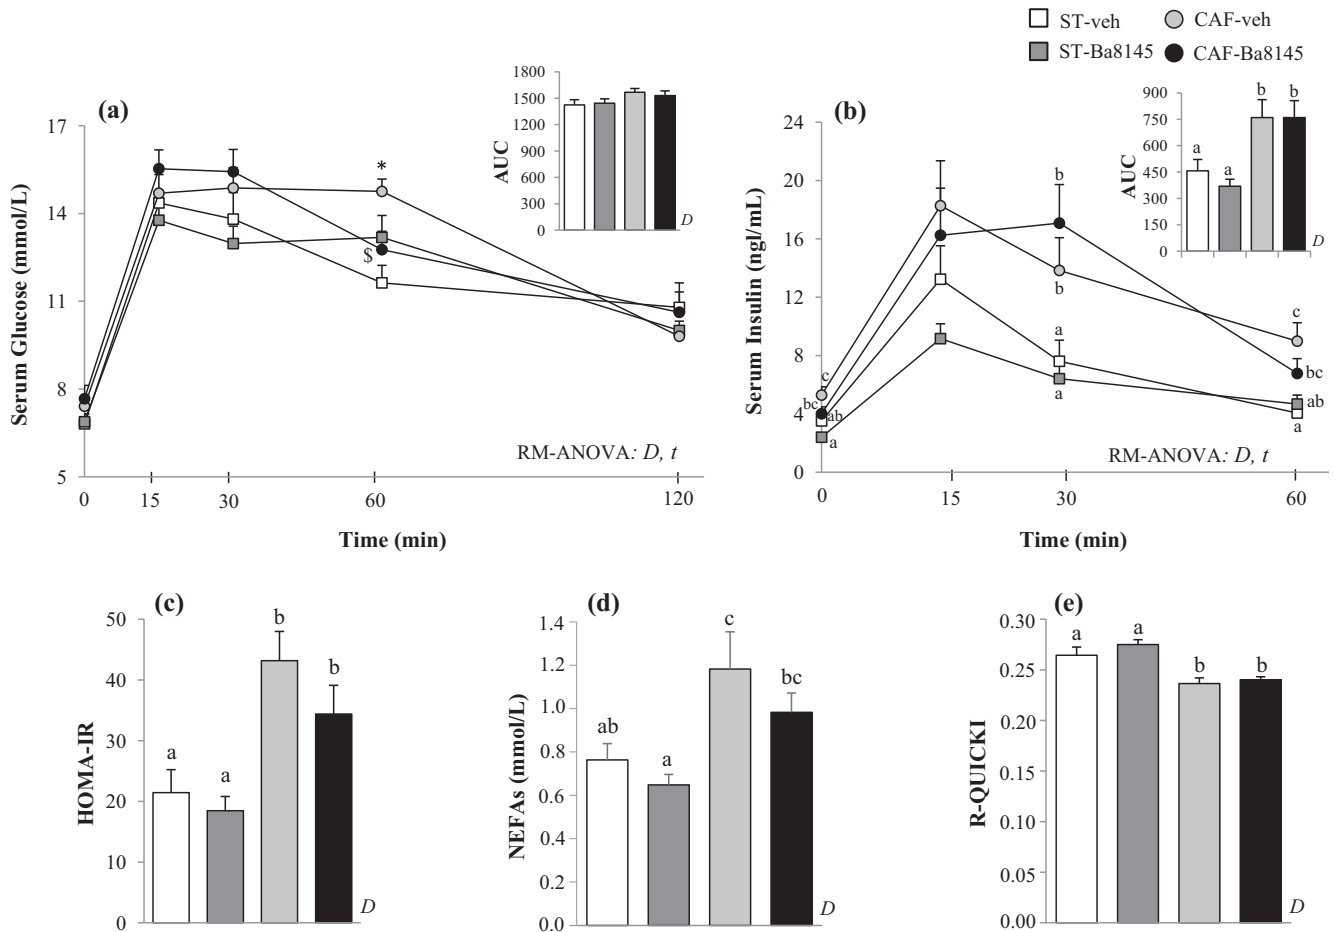 ST-veh CAF-veh
ST-Ba8145 CAF-Ba8145
(a)
Serum Glucose (mmol/L)
17
14
11
8
5
0 15 30 60 120
Time (min)
*
$
RM-ANOVA: D, t
AUC
1800
1500
1200
900
600
300
0
D
(b)
Serum Insulin (ngl/mL)
24
20
16
12
8
4
0
0 15 30 60
Time (min)
c
bc
ab
a
b
b
a
a
c
bc
ab
a
RM-ANOVA: D, t
AUC
900
750
600
450
300
150
0
a a b b
D
(c)
HOMA-IR
50
40
30
20
10
0
a a b b
D
(d)
NEFAs (mmol/L)
1.4
1.2
1.0
0.8
0.6
0.4
0.2
0.0
ab a c bc
D
(e)
R-QUICKI
0.30
0.25
0.20
0.15
0.10
0.05
0.00
a a b b
D